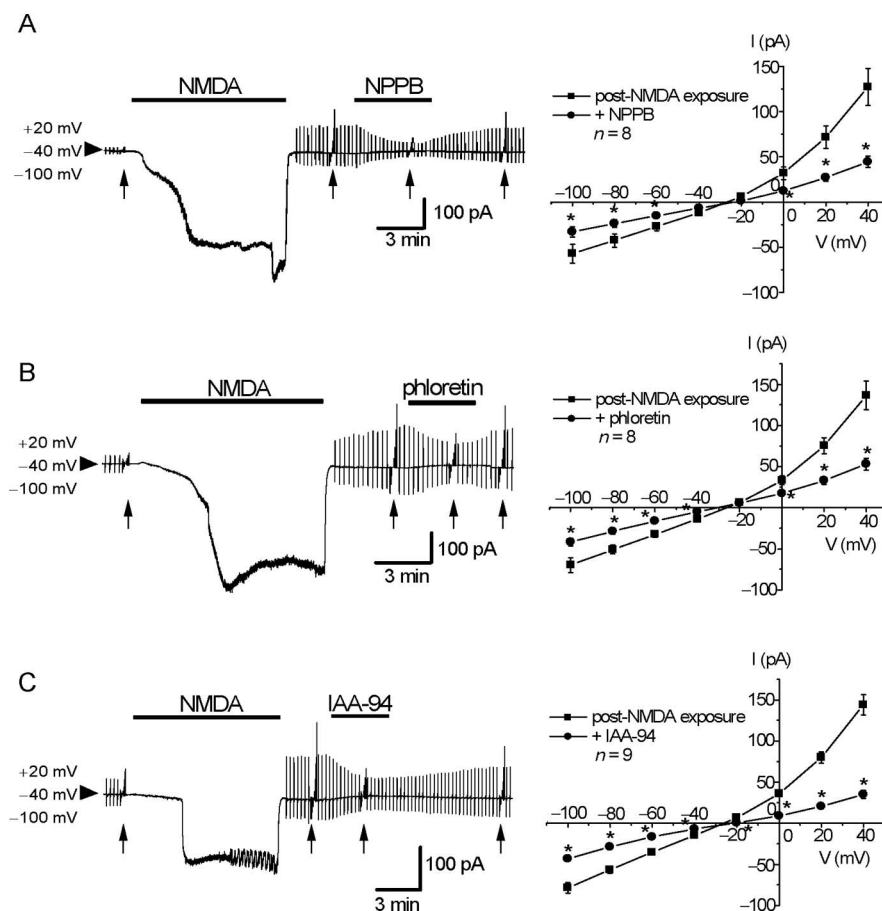 A
NMDA
NPPB
+20 mV
−40 mV
−100 mV
100 pA
3 min
I (pA)
150
100
50
0
−50
−100
post-NMDA exposure
+ NPPB
n = 8
−100 −80 −60 −40
−20 0 20 40
V (mV)
* * * * * *
B
NMDA
phloretin
+20 mV
−40 mV
−100 mV
100 pA
3 min
I (pA)
150
100
50
0
−50
−100
post-NMDA exposure
+ phloretin
n = 8
−100 −80 −60 −40
−20 0 20 40
V (mV)
* * * * * * *
C
NMDA
IAA-94
+20 mV
−40 mV
−100 mV
100 pA
3 min
I (pA)
150
100
50
0
−50
−100
post-NMDA exposure
+ IAA-94
n = 9
−100 −80 −60 −40
−20 0 20 40
V (mV)
* * * * * * * *